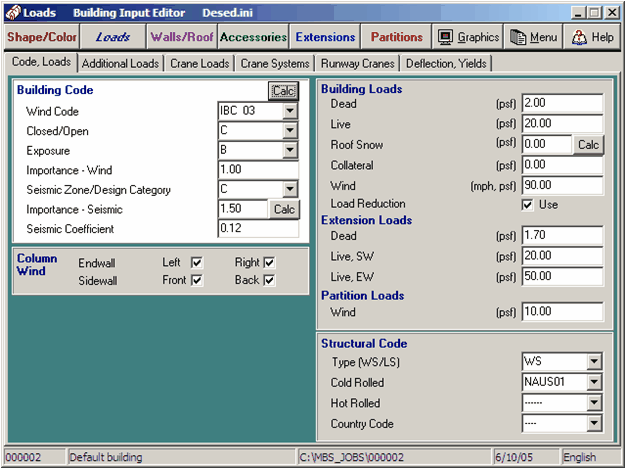 Loads Building Input Editor Desed.ini
Shape/Color Loads Walls/Roof Accessories Extensions Partitions Graphics Menu Help
Code, Loads Additional Loads Crane Loads Crane Systems Runway Cranes Deflection, Yields
Building Code Calc
Wind Code IBC 03
Closed/Open C
Exposure B
Importance - Wind 1.00
Seismic Zone/Design Category C
Importance - Seismic 1.50 Calc
Seismic Coefficient 0.12
Column Wind
Endwall Left Right
Sidewall Front Back
Building Loads
Dead (psf) 2.00
Live (psf) 20.00
Roof Snow (psf) 0.00 Calc
Collateral (psf) 0.00
Wind (mph, psf) 90.00
Load Reduction Use
Extension Loads
Dead (psf) 1.70
Live, SW (psf) 20.00
Live, EW (psf) 50.00
Partition Loads
Wind (psf) 10.00
Structural Code
Type (WS/LS) WS
Cold Rolled NAUS01
Hot Rolled ------
Country Code ----
000002 Default building C:\MBS_JOBS\000002 6/10/05 English